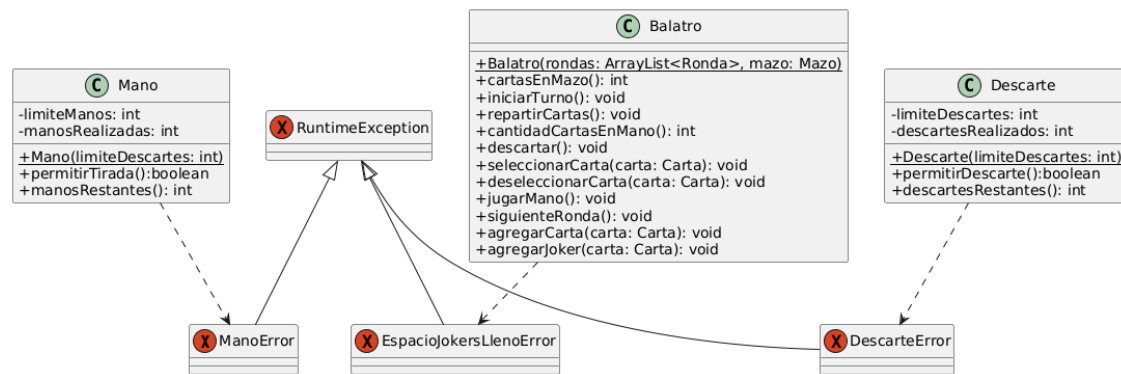 C Mano
-limiteManos: int
-manosRealizadas: int
+Mano(limiteDescartes: int)
+permitirTirada():boolean
+manosRestantes(): int
X RuntimeException
C Balatro
+Balatro(rondas: ArrayList<Ronda>, mazo: Mazo)
+cartasEnMazo(): int
+iniciarTurno(): void
+repartirCartas(): void
+cantidadCartasEnMano(): int
+descartar(): void
+seleccionarCarta(carta: Carta): void
+deseleccionarCarta(carta: Carta): void
+jugarMano(): void
+siguienteRonda(): void
+agregarCarta(carta: Carta): void
+agregarJoker(carta: Carta): void
C Descarte
-limiteDescartes: int
-descartesRealizados: int
+Descarte(limiteDescartes: int)
+permitirDescarte():boolean
+descartesRestantes(): int
X ManoError
X EspacioJokersLlenoError
X DescarteError